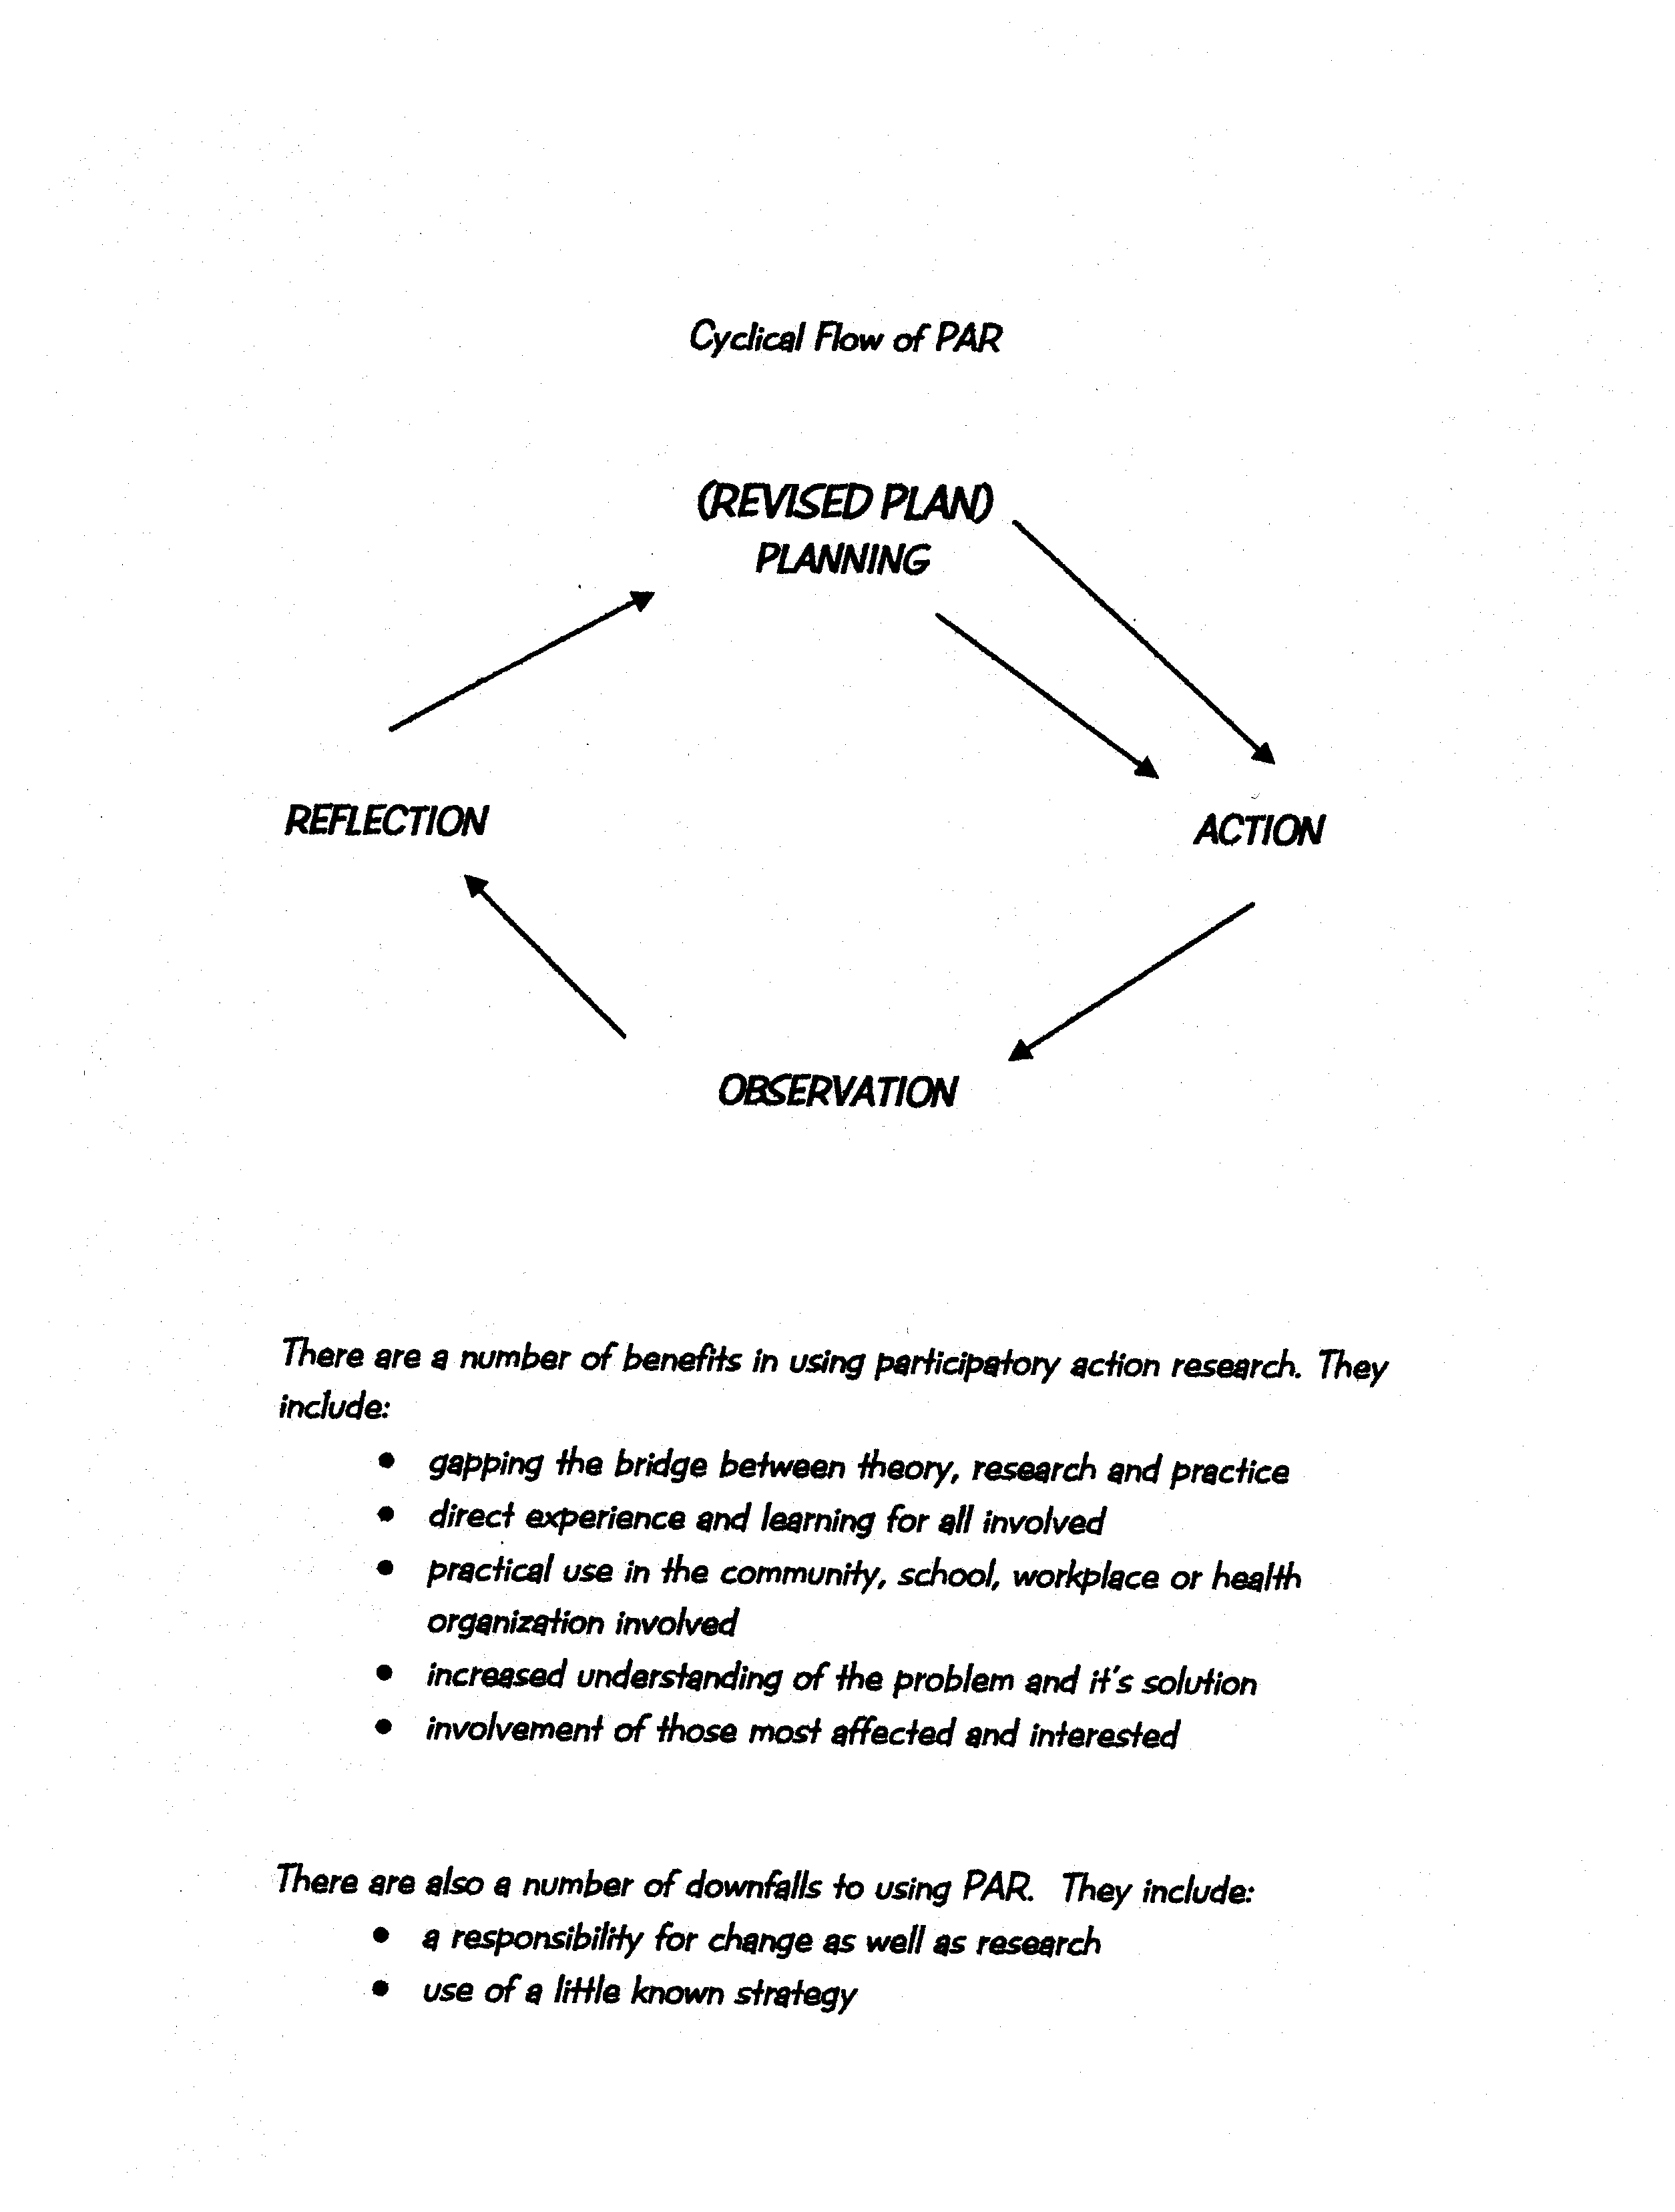 Cyclical Flow of PAR
(REVISED PLAN)
PLANNING
REFLECTION
ACTION
OBSERVATION
There are a number of benefits in using participatory action research. They
include:
• gapping the bridge between theory, research and practice
• direct experience and learning for all involved
• practical use in the community, school, workplace or health
organization involved
• increased understanding of the problem and it's solution
• involvement of those most affected and interested
There are also a number of downfalls to using PAR. They include:
• a responsibility for change as well as research
• use of a little known strategy